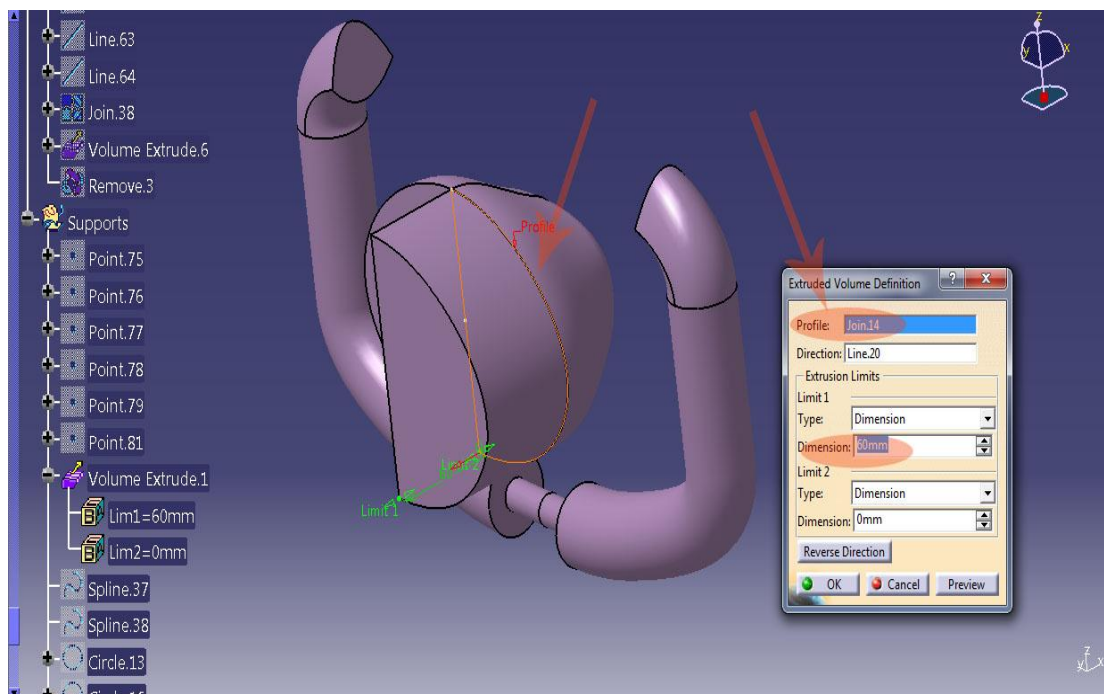 Line.63
Line.64
Join.38
Volume Extrude.6
Remove.3
Supports
Point.75
Point.76
Point.77
Point.78
Point.79
Point.81
Volume Extrude.1
Lim1=60mm
Lim2=0mm
Spline.37
Spline.38
Circle.13
Profile
Limit 2
Limit 1
z
y x
Extruded Volume Definition ? X
Profile: Join.14
Direction: Line.20
Extrusion Limits
Limit 1
Type: Dimension
Dimension: 60mm
Limit 2
Type: Dimension
Dimension: 0mm
Reverse Direction
OK Cancel Preview
z
y x